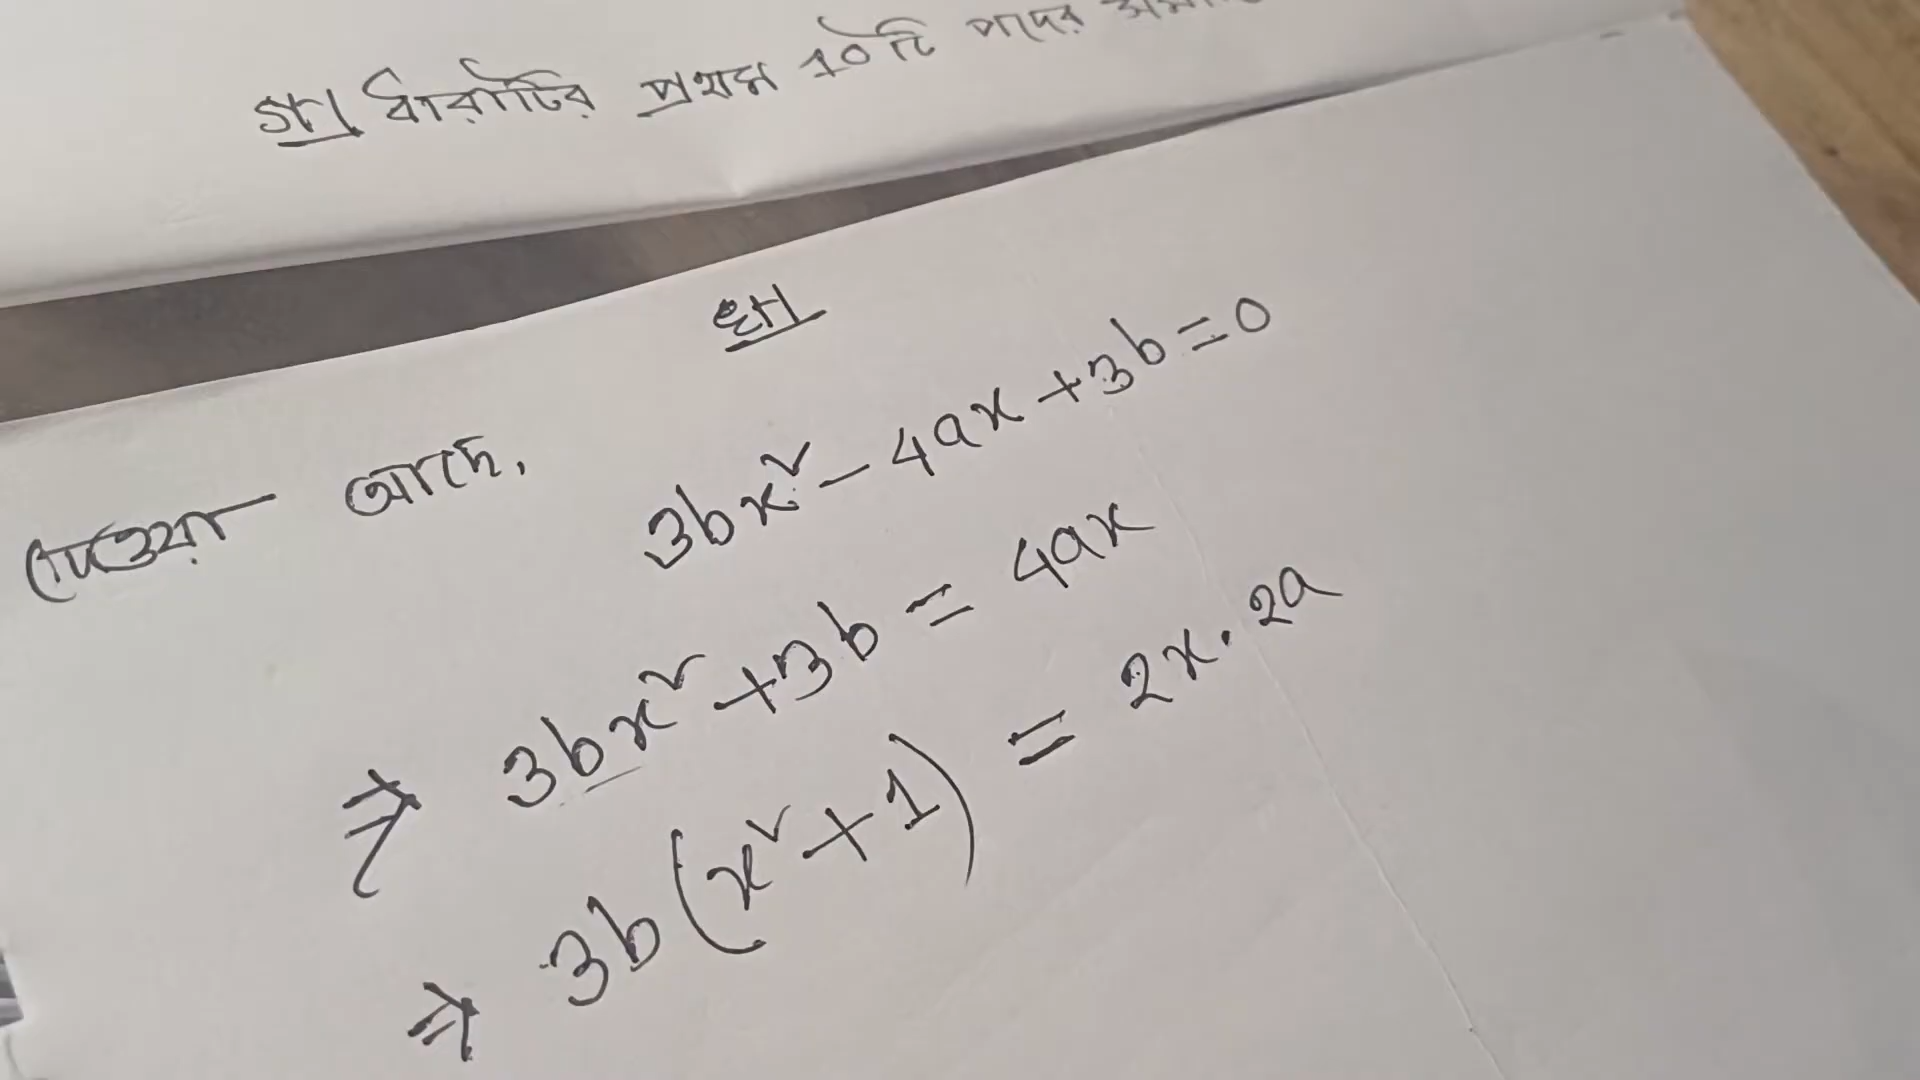 গ। ধারাটির প্রথম 10টি পদের
খ।
দেওয়া আছে, 3bx² - 4ax + 3b = 0
⇒ 3bx² + 3b = 4ax
⇒ 3b(x² + 1) = 2x · 2a